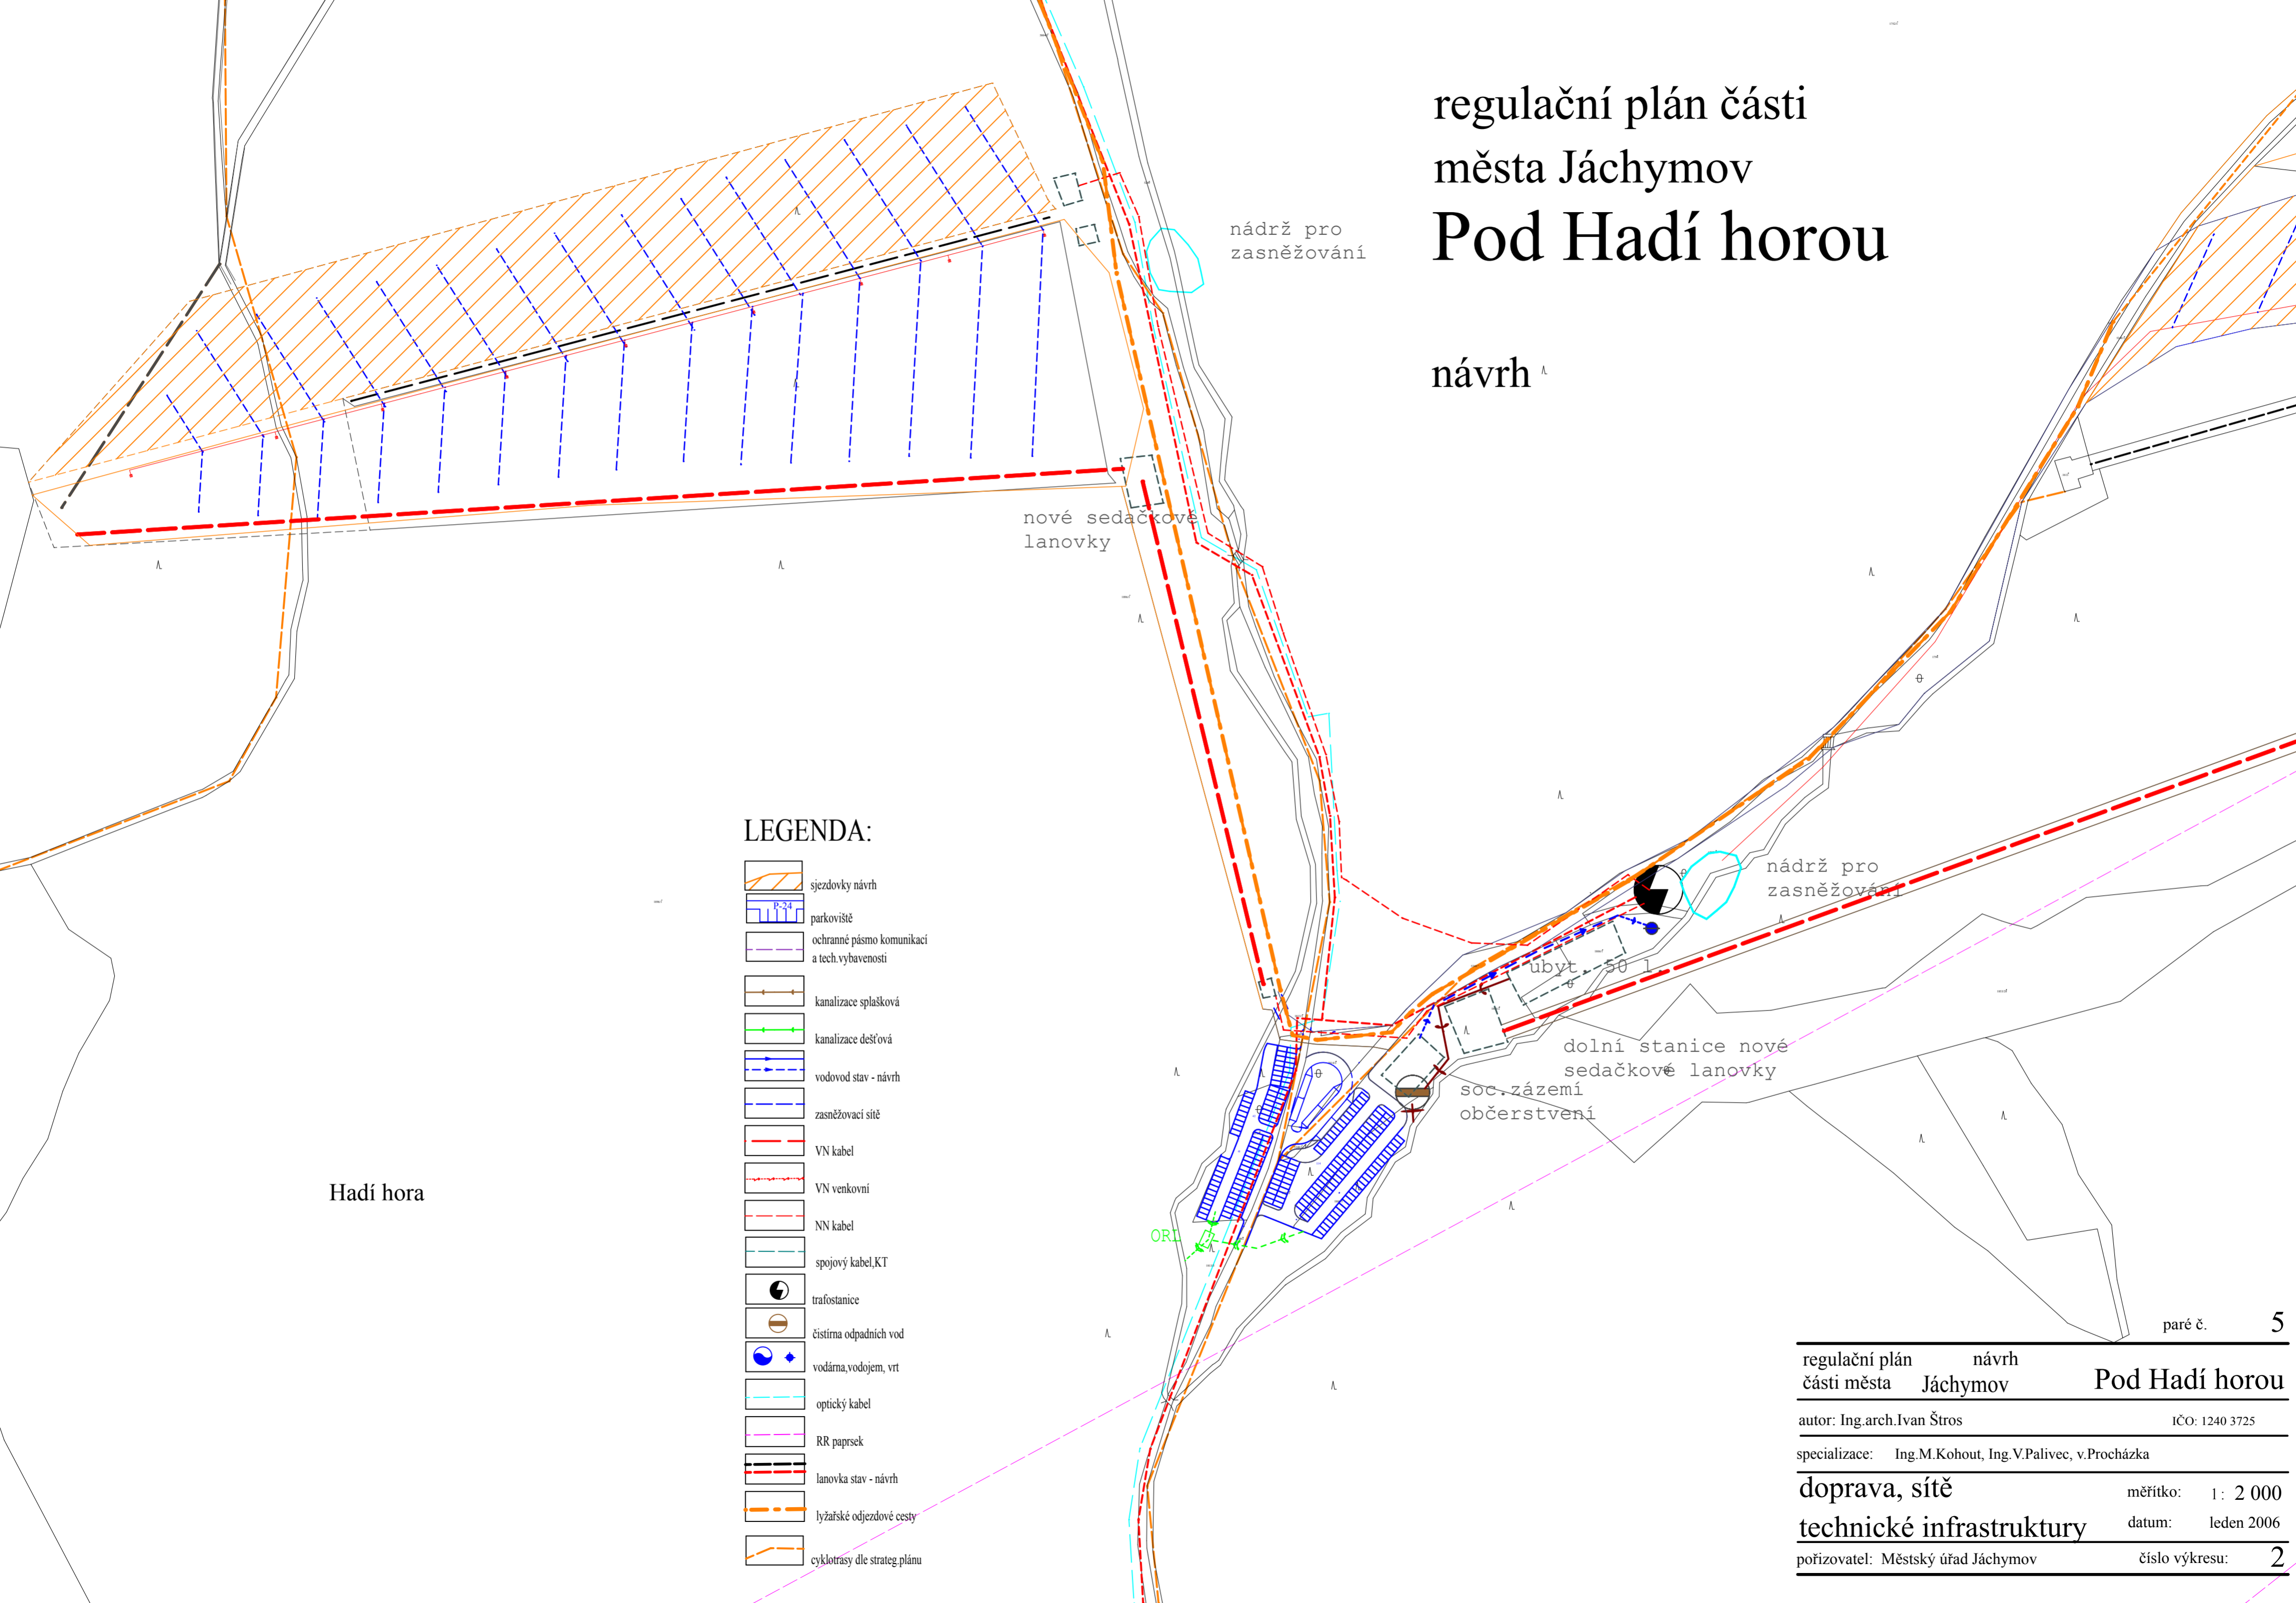 regulační plán části
města Jáchymov
Pod Hadí horou
návrh
nádrž pro
zasněžování
nové sedačkové
lanovky
nádrž pro
zasněžování
ubyt. 50 l.
dolní stanice nové
sedačkové lanovky
soc.zázemí
občerstvení
ORL
Hadí hora
LEGENDA:
sjezdovky návrh
P-24
parkoviště
ochranné pásmo komunikací
a tech.vybavenosti
kanalizace splašková
kanalizace dešťová
vodovod stav - návrh
zasněžovací sítě
VN kabel
VN venkovní
NN kabel
spojový kabel,KT
trafostanice
čistírna odpadních vod
vodárna,vodojem, vrt
optický kabel
RR paprsek
lanovka stav - návrh
lyžařské odjezdové cesty
cyklotrasy dle strateg.plánu
paré č. 5
regulační plán návrh
části města Jáchymov Pod Hadí horou
autor: Ing.arch.Ivan Štros IČO: 1240 3725
specializace: Ing.M.Kohout, Ing.V.Palivec, v.Procházka
doprava, sítě měřítko: 1: 2 000
technické infrastruktury datum: leden 2006
pořizovatel: Městský úřad Jáchymov číslo výkresu: 2